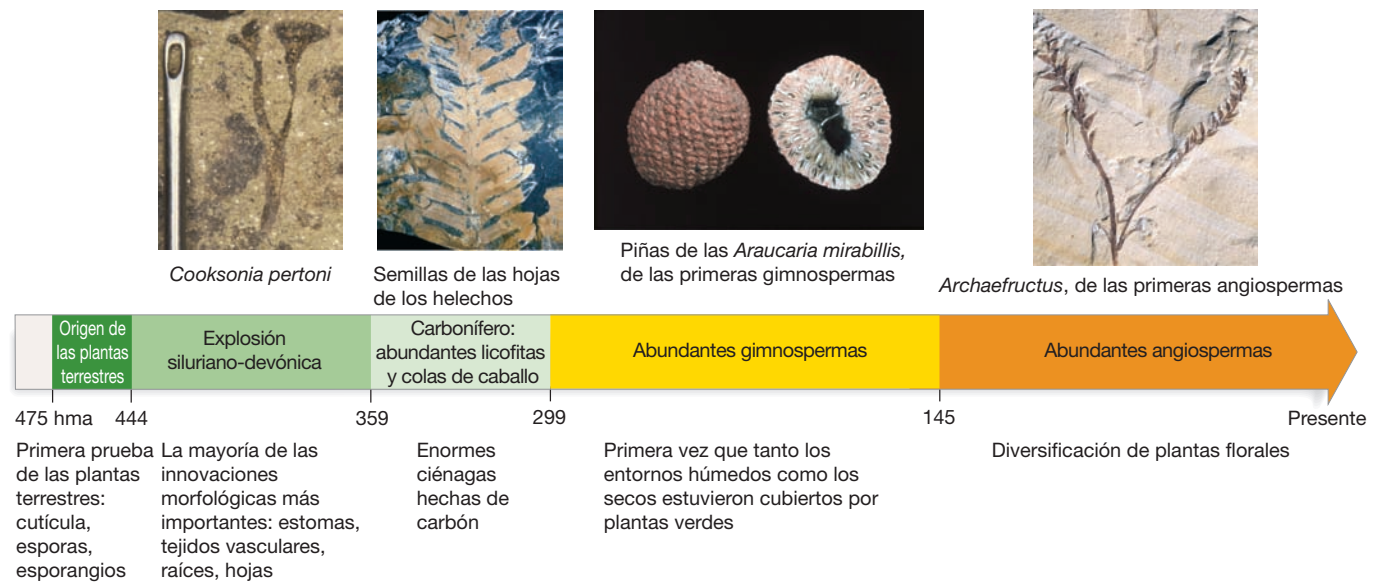 Cooksonia pertoni
Semillas de las hojas
de los helechos
Piñas de las Araucaria mirabillis,
de las primeras gimnospermas
Archaefructus, de las primeras angiospermas
Origen de
las plantas
terrestres
Explosión
siluriano-devónica
Carbonífero:
abundantes licofitas
y colas de caballo
Abundantes gimnospermas
Abundantes angiospermas
475 hma
444
359
299
145
Presente
Primera prueba
de las plantas
terrestres:
cutícula,
esporas,
esporangios
La mayoría de las
innovaciones
morfológicas más
importantes: estomas,
tejidos vasculares,
raíces, hojas
Enormes
ciénagas
hechas de
carbón
Primera vez que tanto los
entornos húmedos como los
secos estuvieron cubiertos por
plantas verdes
Diversificación de plantas florales